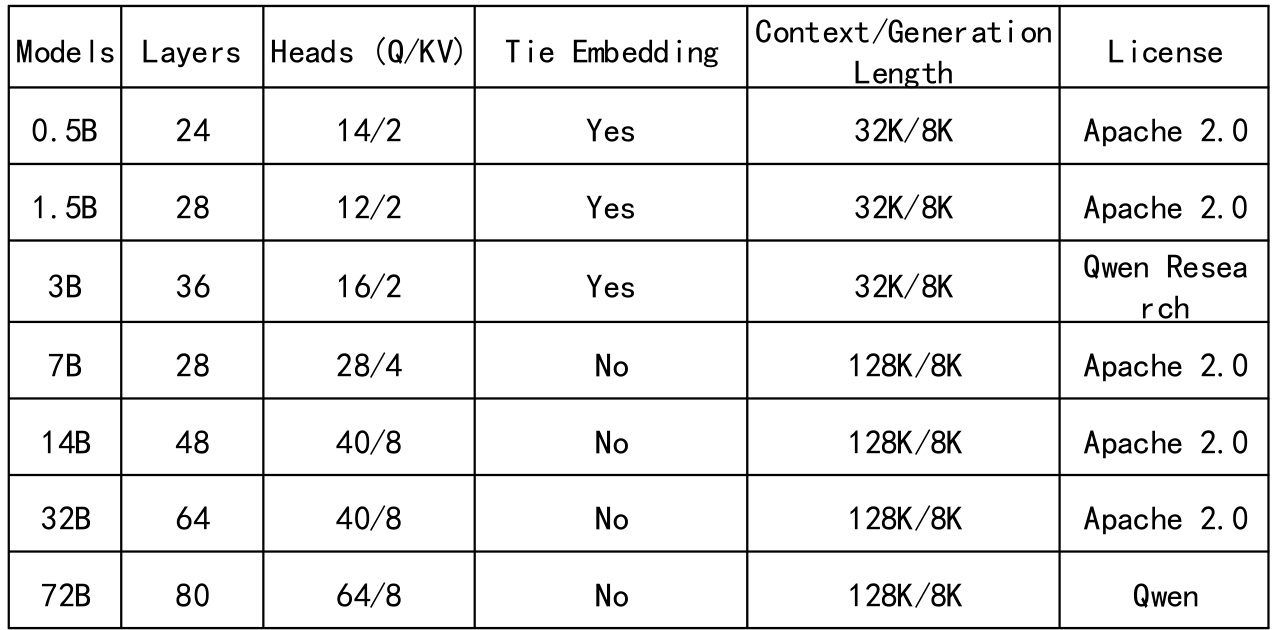 Models Layers Heads (Q/KV) Tie Embedding Context/Generation Length License
0.5B 24 14/2 Yes 32K/8K Apache 2.0
1.5B 28 12/2 Yes 32K/8K Apache 2.0
3B 36 16/2 Yes 32K/8K Qwen Resea
rch
7B 28 28/4 No 128K/8K Apache 2.0
14B 48 40/8 No 128K/8K Apache 2.0
32B 64 40/8 No 128K/8K Apache 2.0
72B 80 64/8 No 128K/8K Qwen